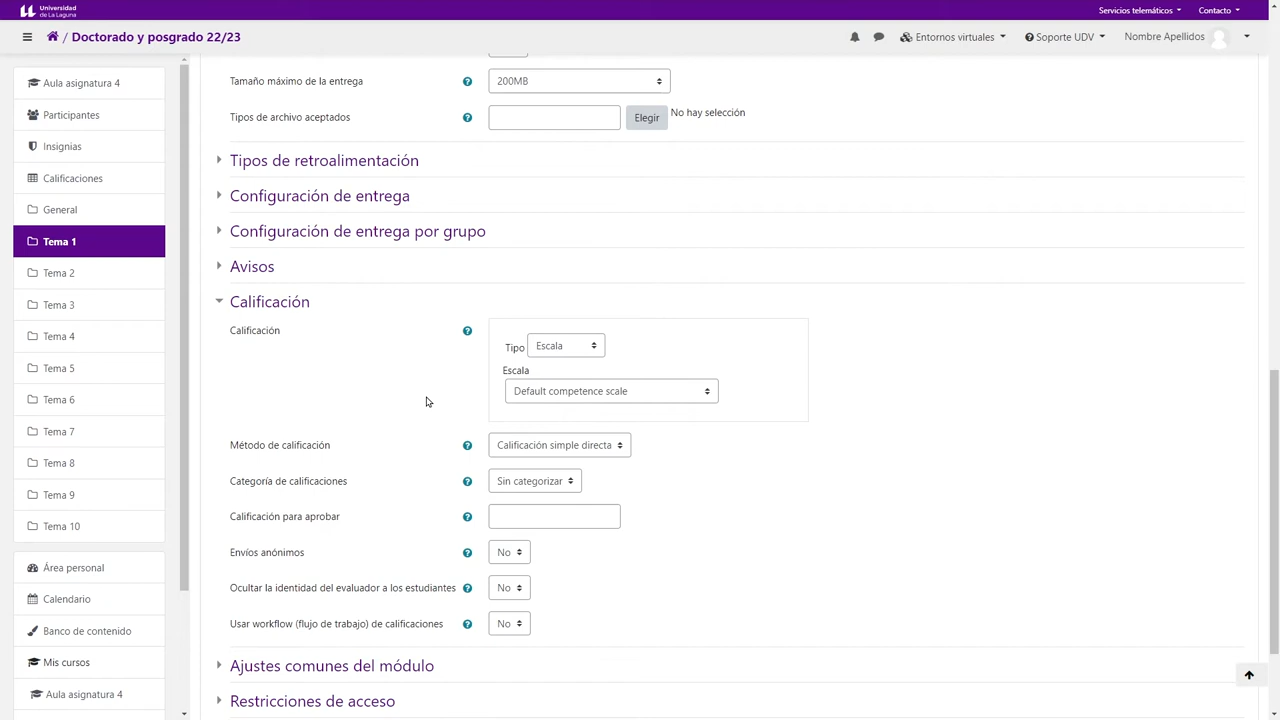 Universidad
de La Laguna
Servicios telemáticos
Contacto
/ Doctorado y posgrado 22/23
Entornos virtuales
Soporte UDV
Nombre Apellidos
Aula asignatura 4
Participantes
Insignias
Calificaciones
General
Tema 1
Tema 2
Tema 3
Tema 4
Tema 5
Tema 6
Tema 7
Tema 8
Tema 9
Tema 10
Área personal
Calendario
Banco de contenido
Mis cursos
Aula asignatura 4
Tamaño máximo de la entrega
200MB
Tipos de archivo aceptados
Elegir
No hay selección
Tipos de retroalimentación
Configuración de entrega
Configuración de entrega por grupo
Avisos
Calificación
Calificación
Tipo
Escala
Escala
Default competence scale
Método de calificación
Calificación simple directa
Categoría de calificaciones
Sin categorizar
Calificación para aprobar
Envíos anónimos
No
Ocultar la identidad del evaluador a los estudiantes
No
Usar workflow (flujo de trabajo) de calificaciones
No
Ajustes comunes del módulo
Restricciones de acceso